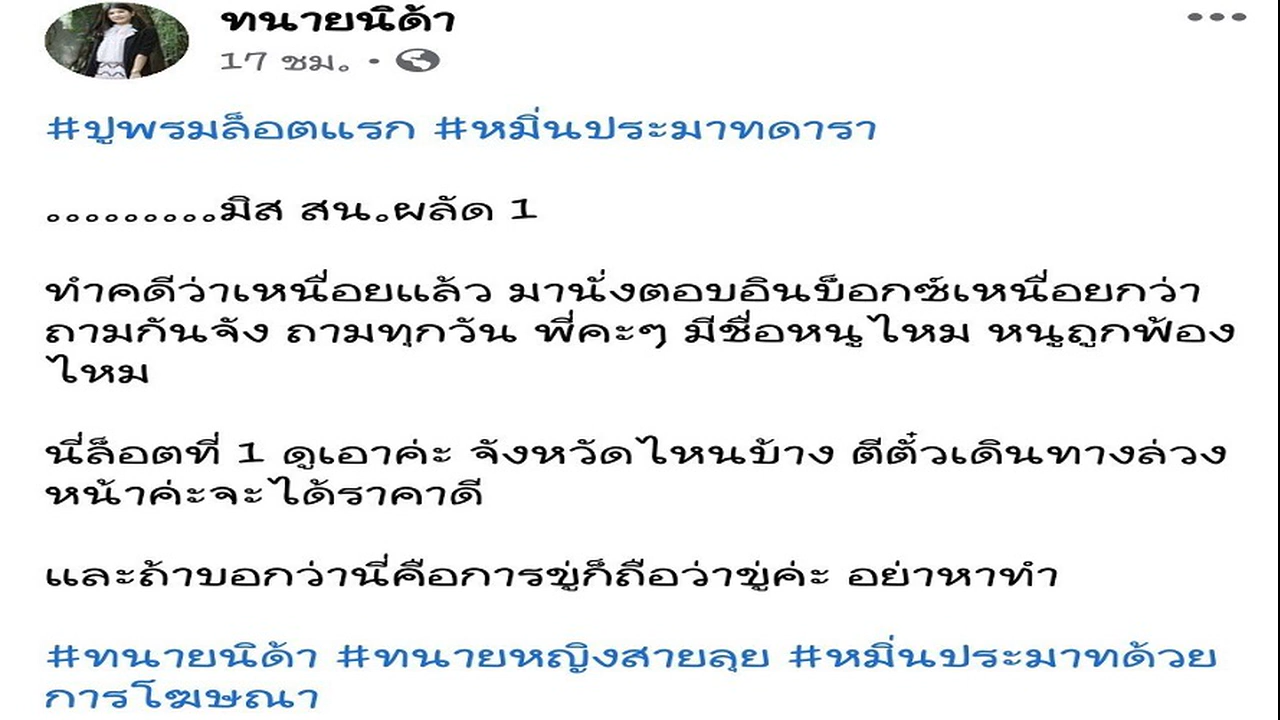 ทนายนิด้า
17 ชม. ·
#ปูพรมล็อตแรก #หมิ่นประมาทดารา
.........มิส สน.ผลัด 1
ทำคดีว่าเหนื่อยแล้ว มานั่งตอบอินบ็อกซ์เหนื่อยกว่า
ถามกันจัง ถามทุกวัน พี่คะๆ มีชื่อหนูไหม หนูถูกฟ้อง
ไหม
นี่ล็อตที่ 1 ดูเอาค่ะ จังหวัดไหนบ้าง ตีตั๋วเดินทางล่วง
หน้าค่ะจะได้ราคาดี
และถ้าบอกว่านี่คือการขู่ก็ถือว่าขู่ค่ะ อย่าหาทำ
#ทนายนิด้า #ทนายหญิงสายลุย #หมิ่นประมาทด้วย
การโฆษณา